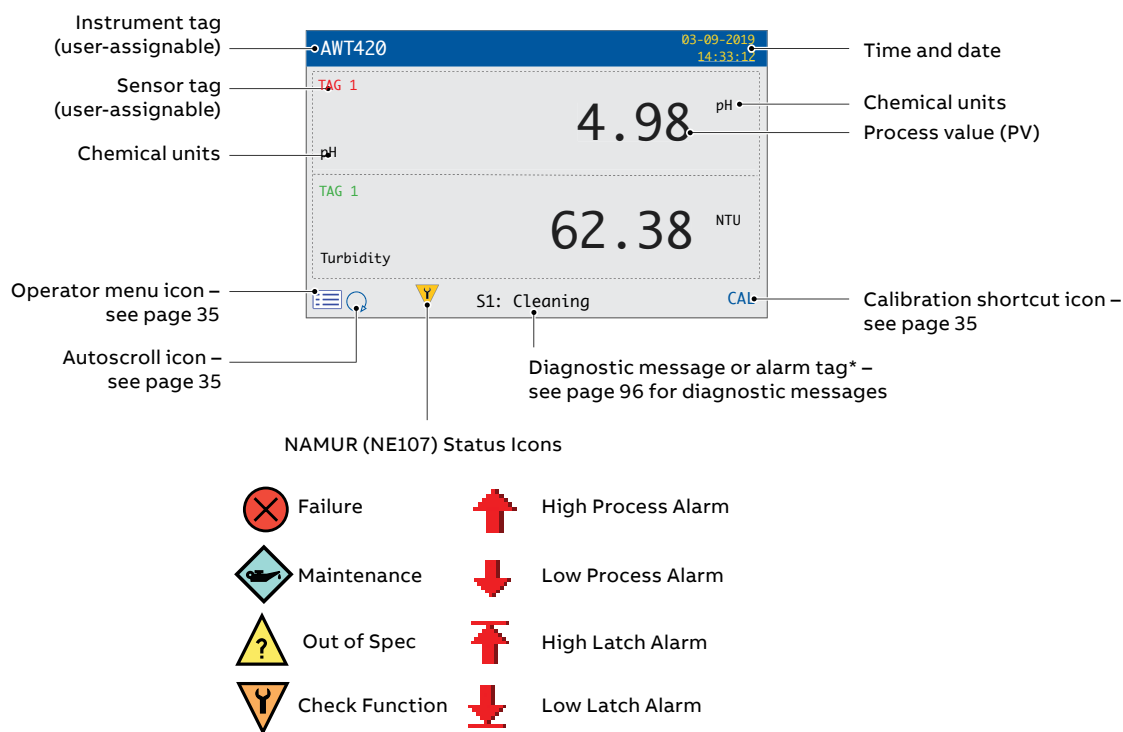 Instrument tag
(user-assignable)
AWT420
03-09-2019
14:33:12
Time and date
Sensor tag
(user-assignable)
TAG 1
4.98
pH
Chemical units
Process value (PV)
Chemical units
pH
TAG 1
62.38
NTU
Turbidity
Operator menu icon –
see page 35
S1: Cleaning
CAL
Calibration shortcut icon –
see page 35
Autoscroll icon –
see page 35
Diagnostic message or alarm tag* –
see page 96 for diagnostic messages
NAMUR (NE107) Status Icons
Failure
High Process Alarm
Maintenance
Low Process Alarm
?
Out of Spec
High Latch Alarm
Check Function
Low Latch Alarm